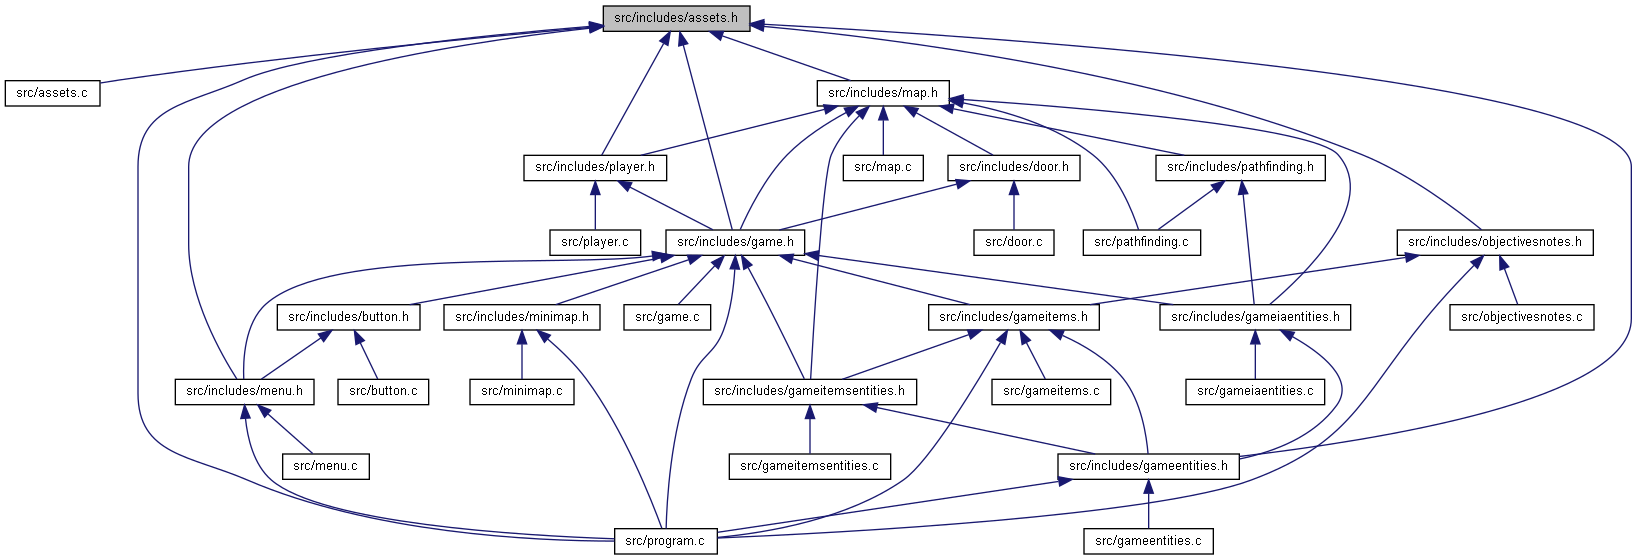 src/includes/assets.h
src/assets.c
src/includes/map.h
src/includes/player.h
src/map.c
src/includes/door.h
src/includes/pathfinding.h
src/player.c
src/includes/game.h
src/door.c
src/pathfinding.c
src/includes/objectivesnotes.h
src/includes/button.h
src/includes/minimap.h
src/game.c
src/includes/gameitems.h
src/includes/gameiaentities.h
src/objectivesnotes.c
src/includes/menu.h
src/button.c
src/minimap.c
src/includes/gameitemsentities.h
src/gameitems.c
src/gameiaentities.c
src/menu.c
src/gameitemsentities.c
src/includes/gameentities.h
src/program.c
src/gameentities.c